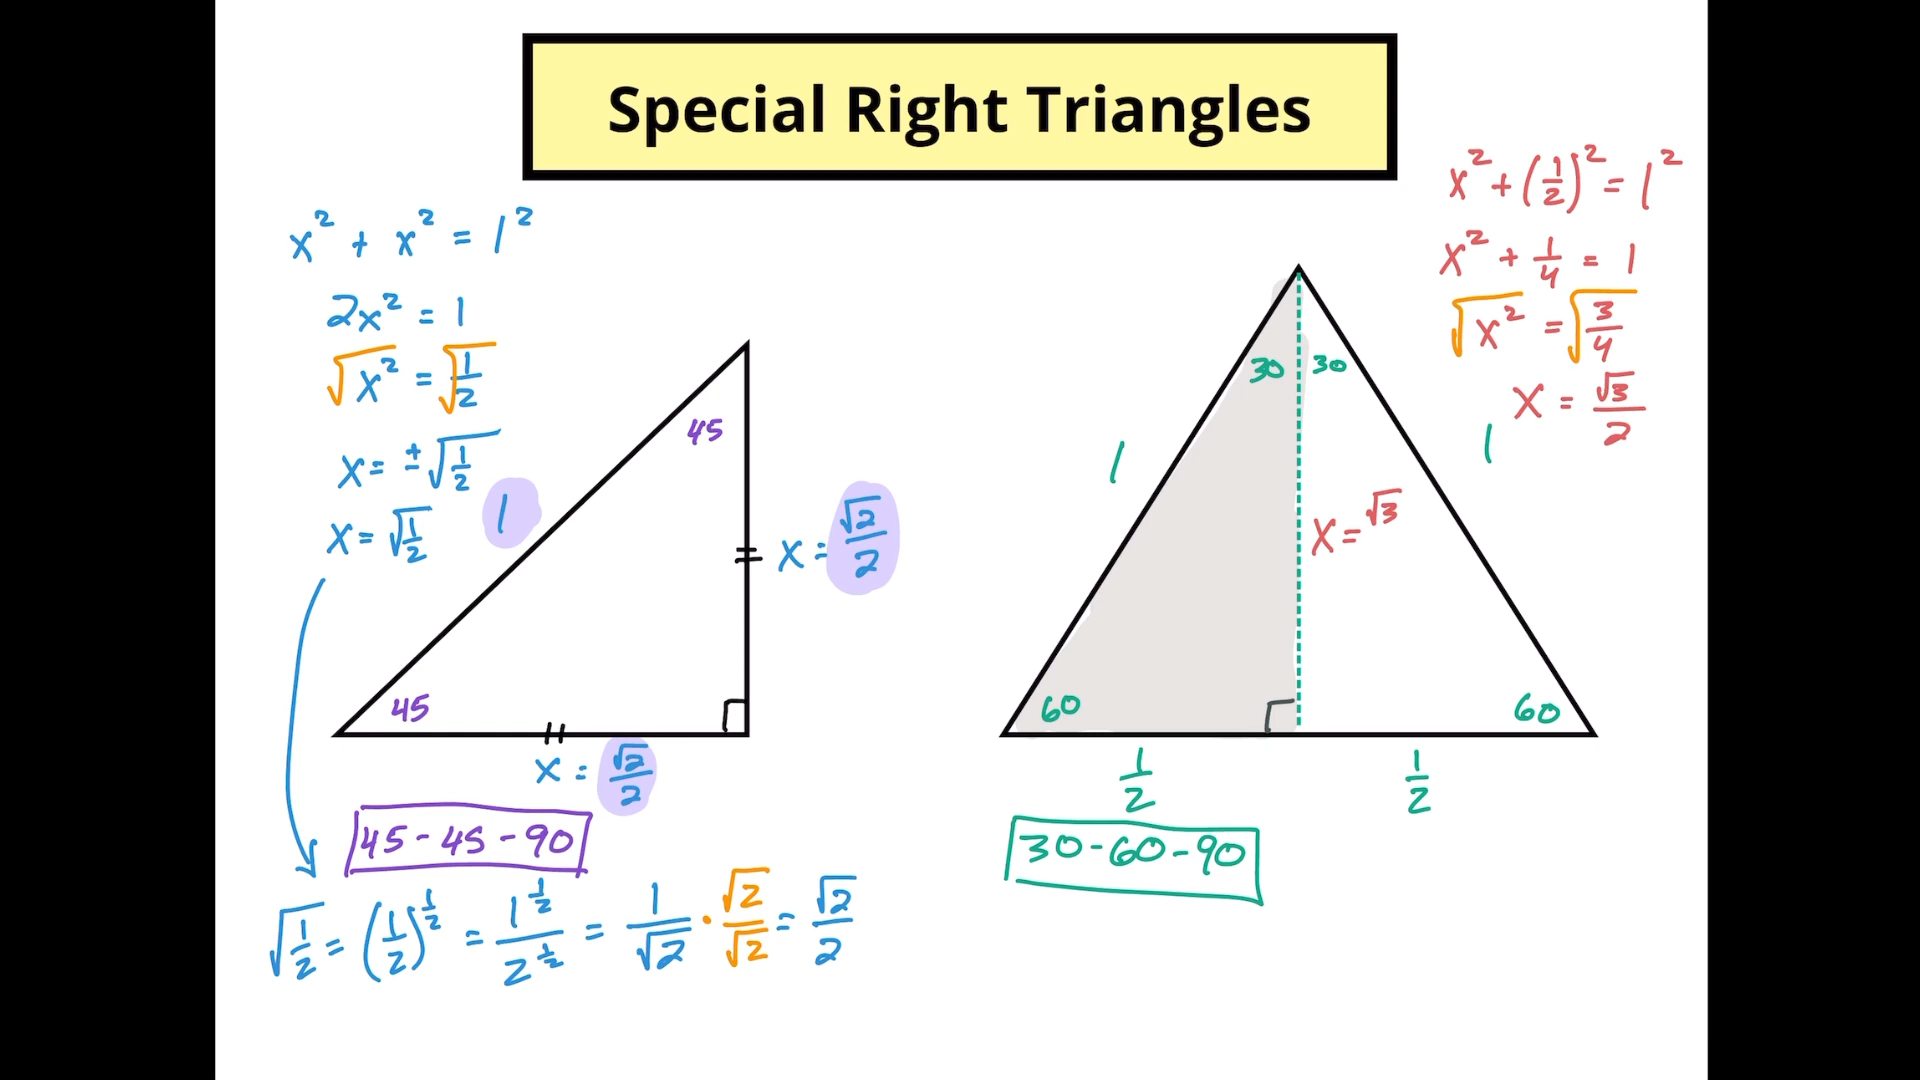 Special Right Triangles
x² + x² = 1²
2x² = 1
√x² = √1/2
x = ±√1/2
x = √1/2
1
45
45
x = √2/2
x = √2/2
45-45-90
√1/2 = (1/2)^1/2 = 1^1/2/2^1/2 = 1/√2 · √2/√2 = √2/2
x² + (1/2)² = 1²
x² + 1/4 = 1
√x² = √3/4
x = √3/2
30 30
1 1
x = √3
60 60
1/2 1/2
30-60-90